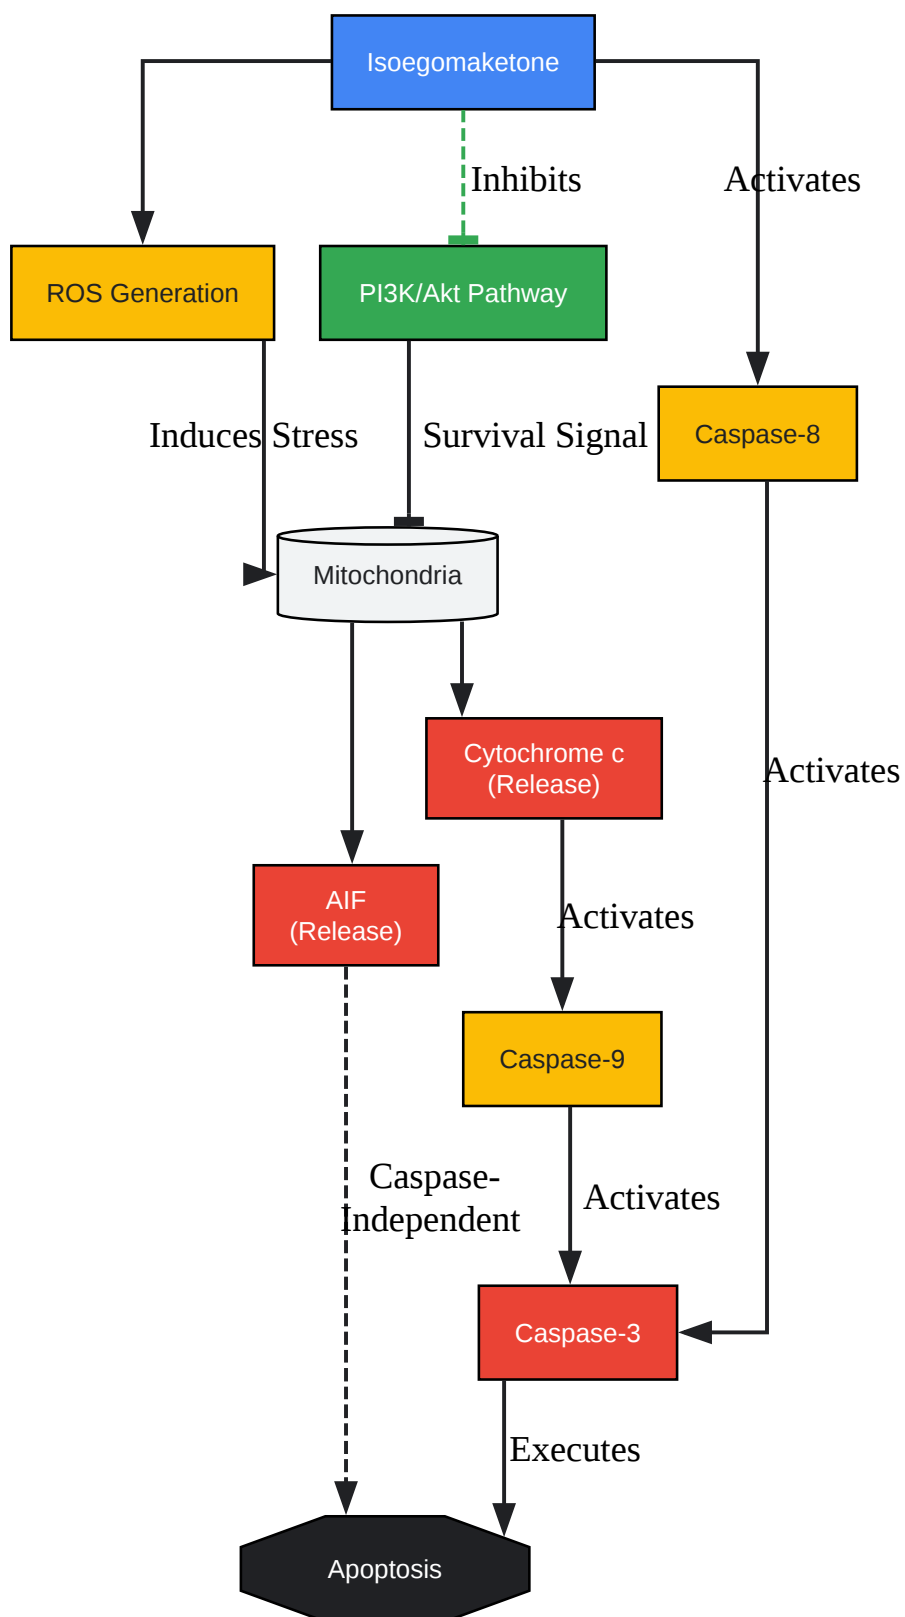 Isoegomaketone
Inhibits
Activates
ROS Generation
PI3K/Akt Pathway
Induces Stress
Survival Signal
Caspase-8
Mitochondria
Cytochrome c
(Release)
Activates
AIF
(Release)
Activates
Caspase-9
Caspase-
Independent
Activates
Caspase-3
Executes
Apoptosis